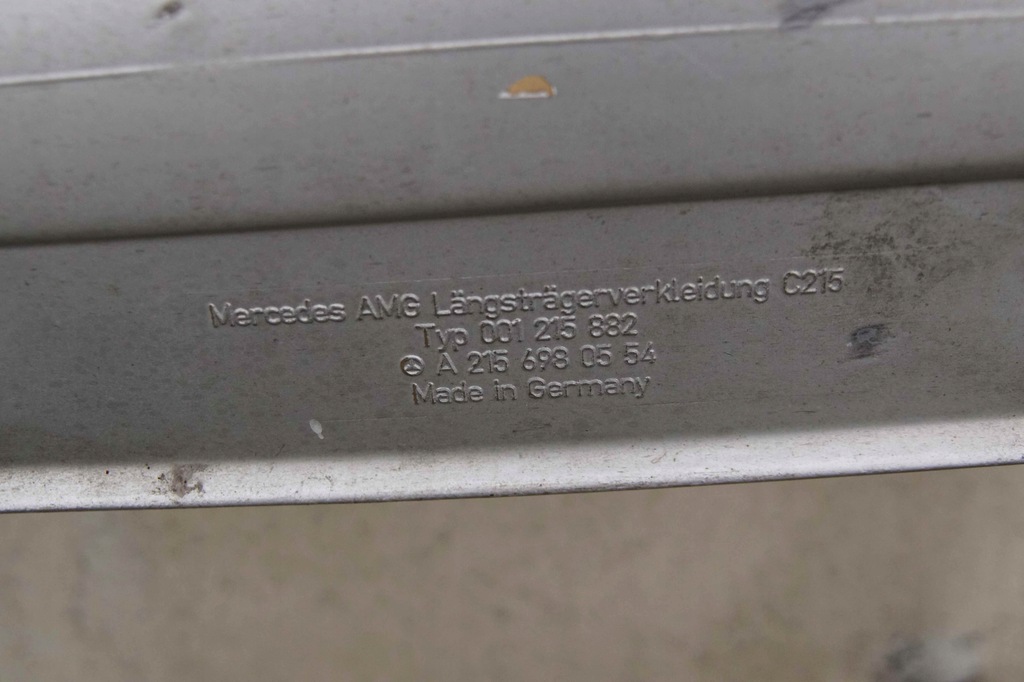 Mercedes AMG Längsträgerverkleidung C215
Typ 001 215 882
A 215 698 05 54
Made in Germany